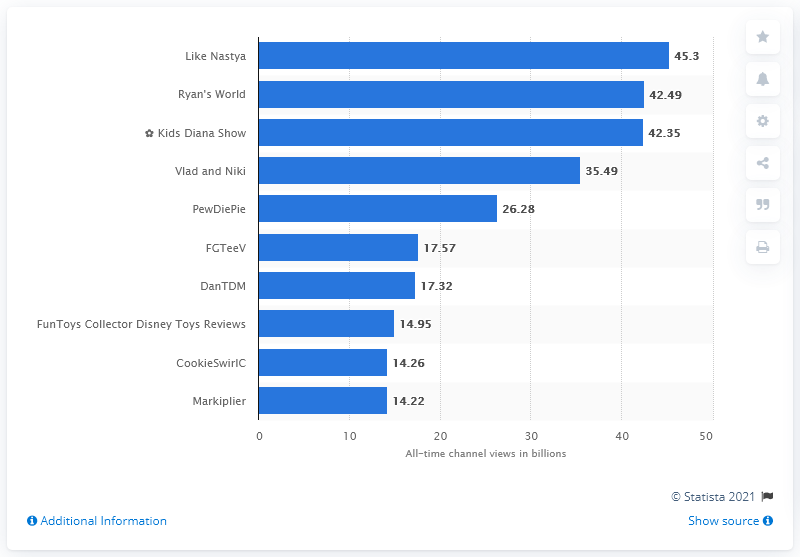 Like Nastya 45.3
Ryan's World 42.49
✿ Kids Diana Show 42.35
Vlad and Niki 35.49
PewDiePie 26.28
FGTeeV 17.57
DanTDM 17.32
FunToys Collector Disney Toys Reviews 14.95
CookieSwirlC 14.26
Markiplier 14.22
0 10 20 30 40 50
All-time channel views in billions
© Statista 2021
Additional Information Show source